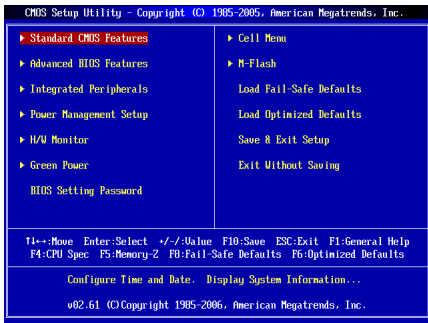 CMOS Setup Utility - Copyright (C) 1985-2005, American Megatrends, Inc.
▶ Standard CMOS Features
▶ Advanced BIOS Features
▶ Integrated Peripherals
▶ Power Management Setup
▶ H/W Monitor
▶ Green Power
BIOS Setting Password
▶ Cell Menu
▶ M-Flash
Load Fail-Safe Defaults
Load Optimized Defaults
Save & Exit Setup
Exit Without Saving
↑↓←→:Move Enter:Select +/-/:Value F10:Save ESC:Exit F1:General Help
F4:CPU Spec F5:Memory-Z F8:Fail-Safe Defaults F6:Optimized Defaults
Configure Time and Date. Display System Information...
v02.61 (C)Copyright 1985-2006, American Megatrends, Inc.